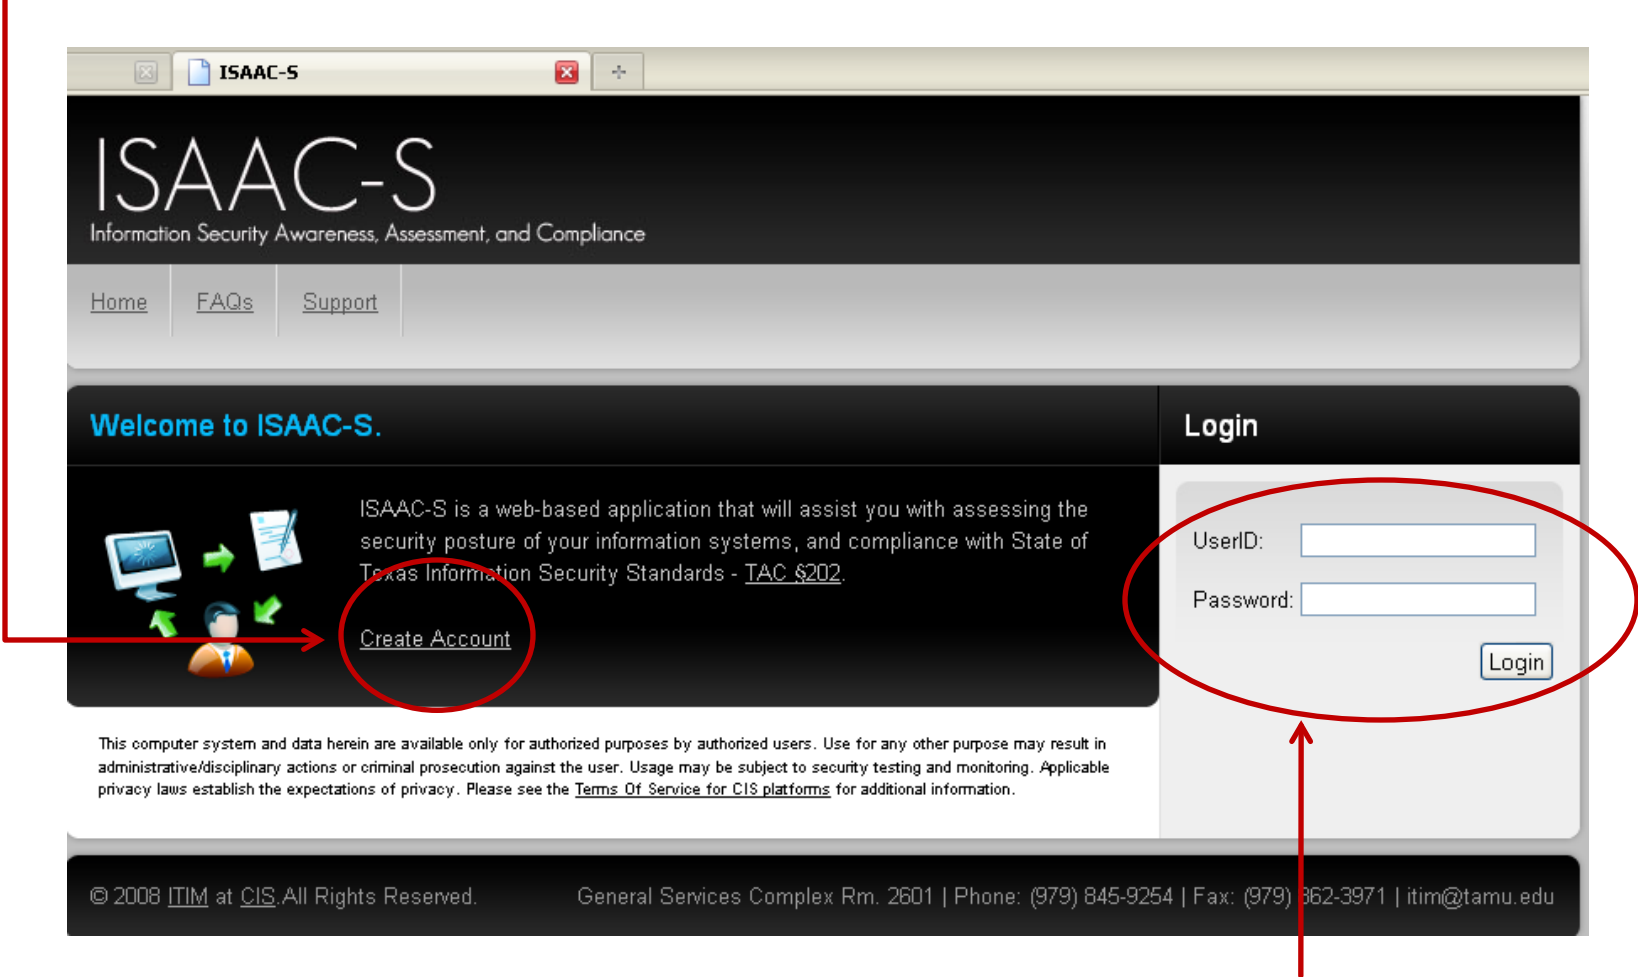 ISAAC-S
ISAAC-S
Information Security Awareness, Assessment, and Compliance
Home FAQs Support
Welcome to ISAAC-S.
ISAAC-S is a web-based application that will assist you with assessing the
security posture of your information systems, and compliance with State of
Texas Information Security Standards - TAC §202.
Create Account
Login
UserID:
Password:
Login
This computer system and data herein are available only for authorized purposes by authorized users. Use for any other purpose may result in
administrative/disciplinary actions or criminal prosecution against the user. Usage may be subject to security testing and monitoring. Applicable
privacy laws establish the expectations of privacy. Please see the Terms Of Service for CIS platforms for additional information.
© 2008 ITIM at CIS.All Rights Reserved. General Services Complex Rm. 2601 | Phone: (979) 845-9254 | Fax: (979) 862-3971 | itim@tamu.edu